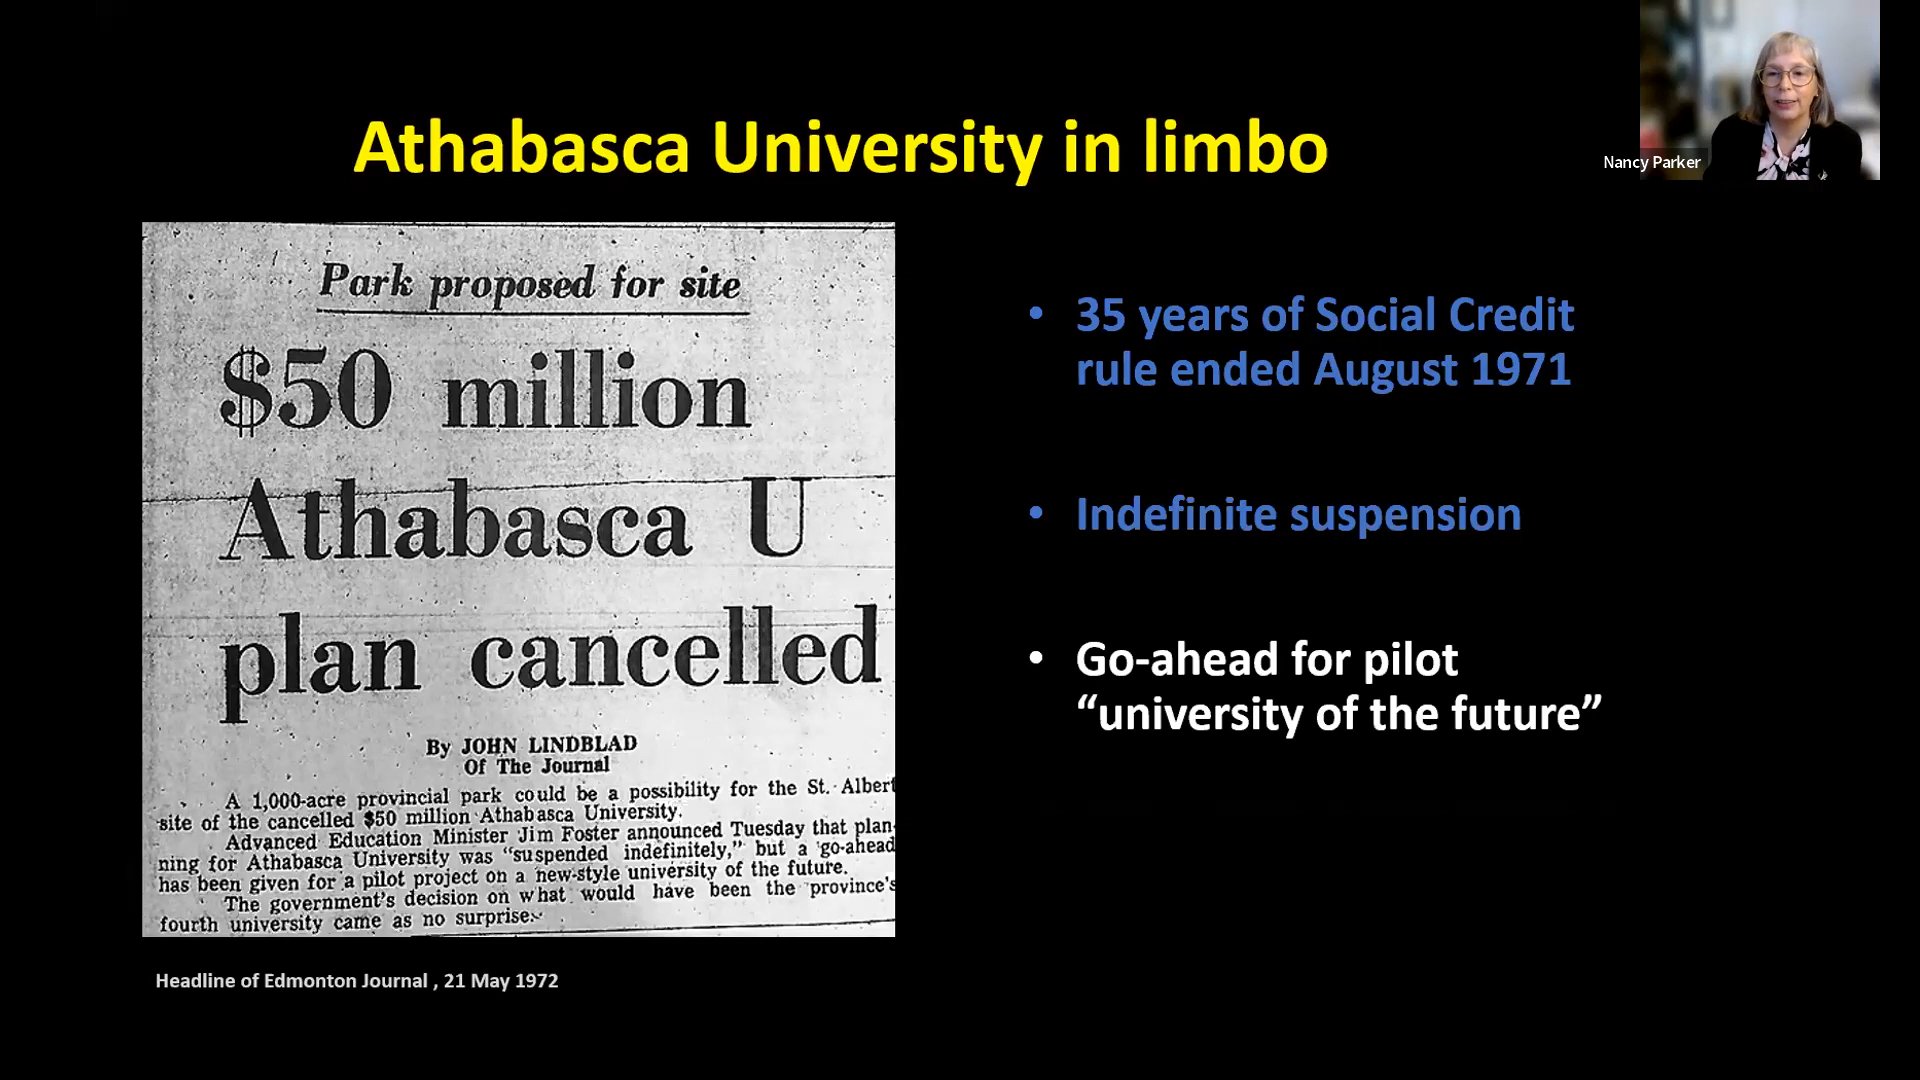 Athabasca University in limbo
Nancy Parker
Park proposed for site
$50 million
Athabasca U
plan cancelled
By JOHN LINDBLAD
Of The Journal
A 1,000-acre provincial park could be a possibility for the St. Albert
site of the cancelled $50 million Athabasca University.
Advanced Education Minister Jim Foster announced Tuesday that plan-
ning for Athabasca University was "suspended indefinitely," but a go-ahead
has been given for a pilot project on a new-style university of the future.
The government's decision on what would have been the province's
fourth university came as no surprise.
Headline of Edmonton Journal , 21 May 1972
• 35 years of Social Credit
rule ended August 1971
• Indefinite suspension
• Go-ahead for pilot
“university of the future”